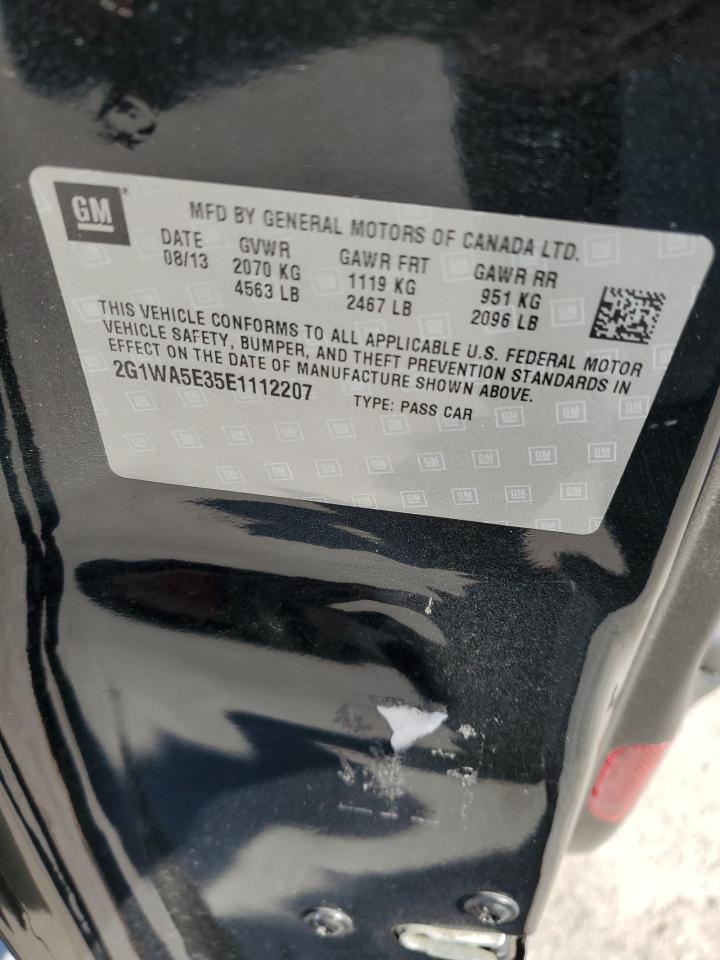 GM
MFD BY GENERAL MOTORS OF CANADA LTD.
DATE GVWR GAWR FRT GAWR RR
08/13 2070 KG 1119 KG 951 KG
4563 LB 2467 LB 2096 LB
THIS VEHICLE CONFORMS TO ALL APPLICABLE U.S. FEDERAL MOTOR
VEHICLE SAFETY, BUMPER, AND THEFT PREVENTION STANDARDS IN
EFFECT ON THE DATE OF MANUFACTURE SHOWN ABOVE.
2G1WA5E35E1112207 TYPE: PASS CAR